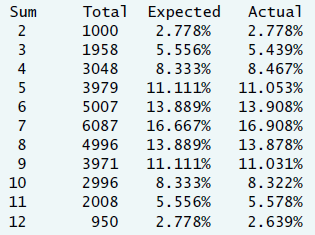 Sum Total Expected Actual
2 1000 2.778% 2.778%
3 1958 5.556% 5.439%
4 3048 8.333% 8.467%
5 3979 11.111% 11.053%
6 5007 13.889% 13.908%
7 6087 16.667% 16.908%
8 4996 13.889% 13.878%
9 3971 11.111% 11.031%
10 2996 8.333% 8.322%
11 2008 5.556% 5.578%
12 950 2.778% 2.639%